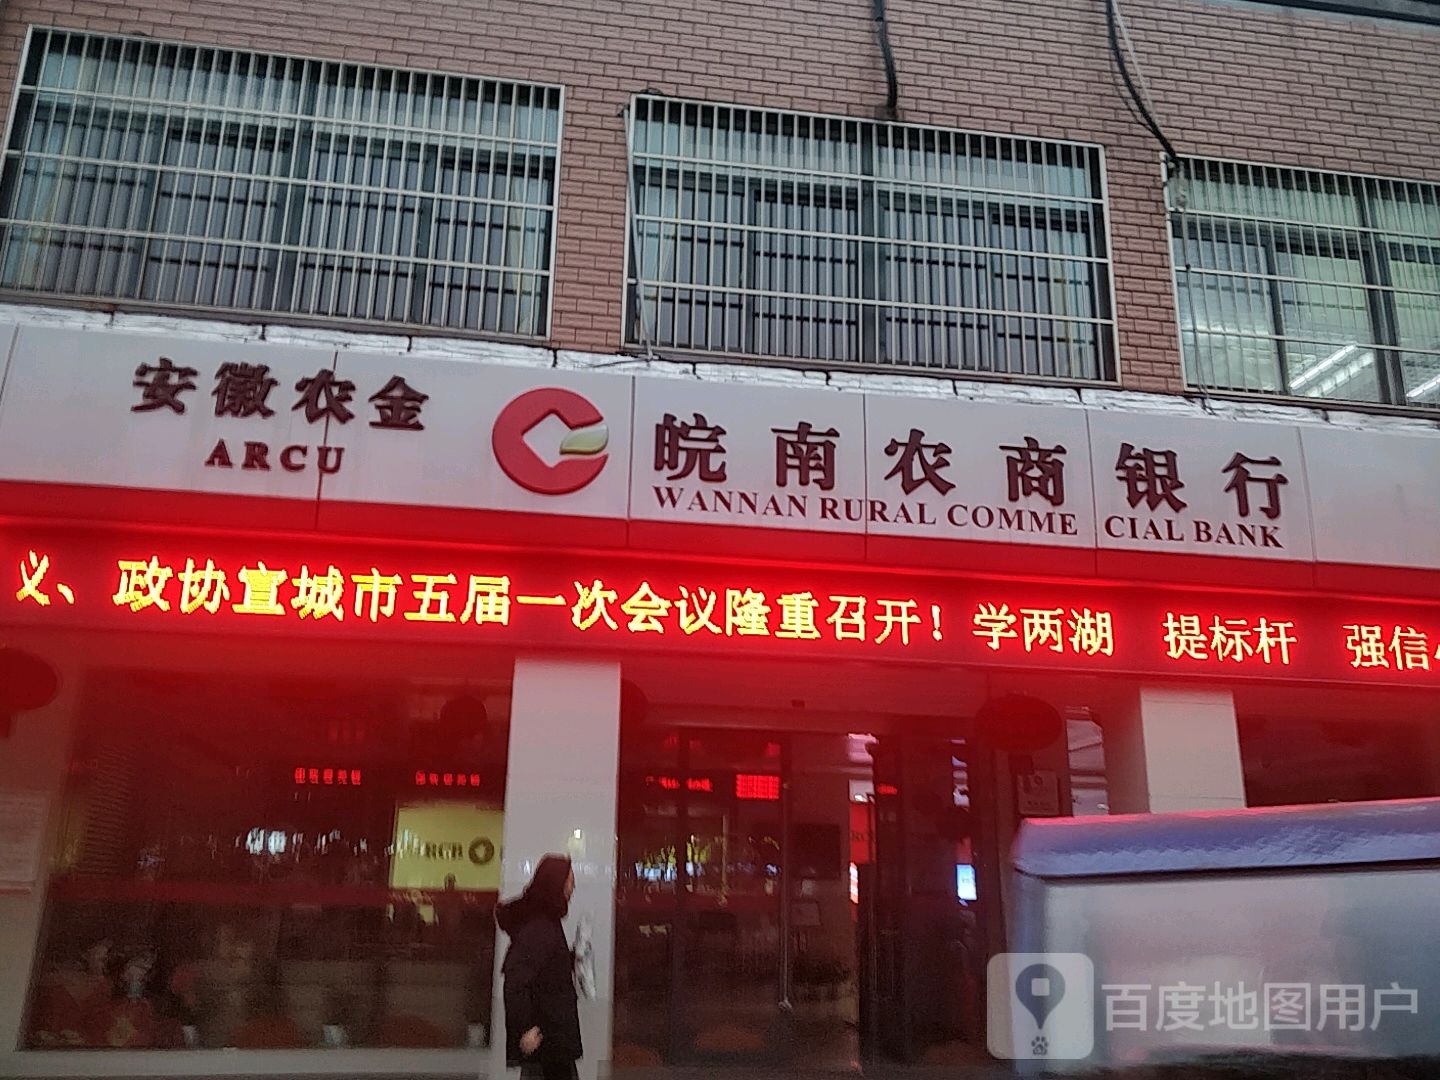 安徽农金
ARCU
皖南农商银行
WANNAN RURAL COMME CIAL BANK
、政协宣城市五届一次会议隆重召开！学两湖 提标杆 强信
RCB
百度地图用户